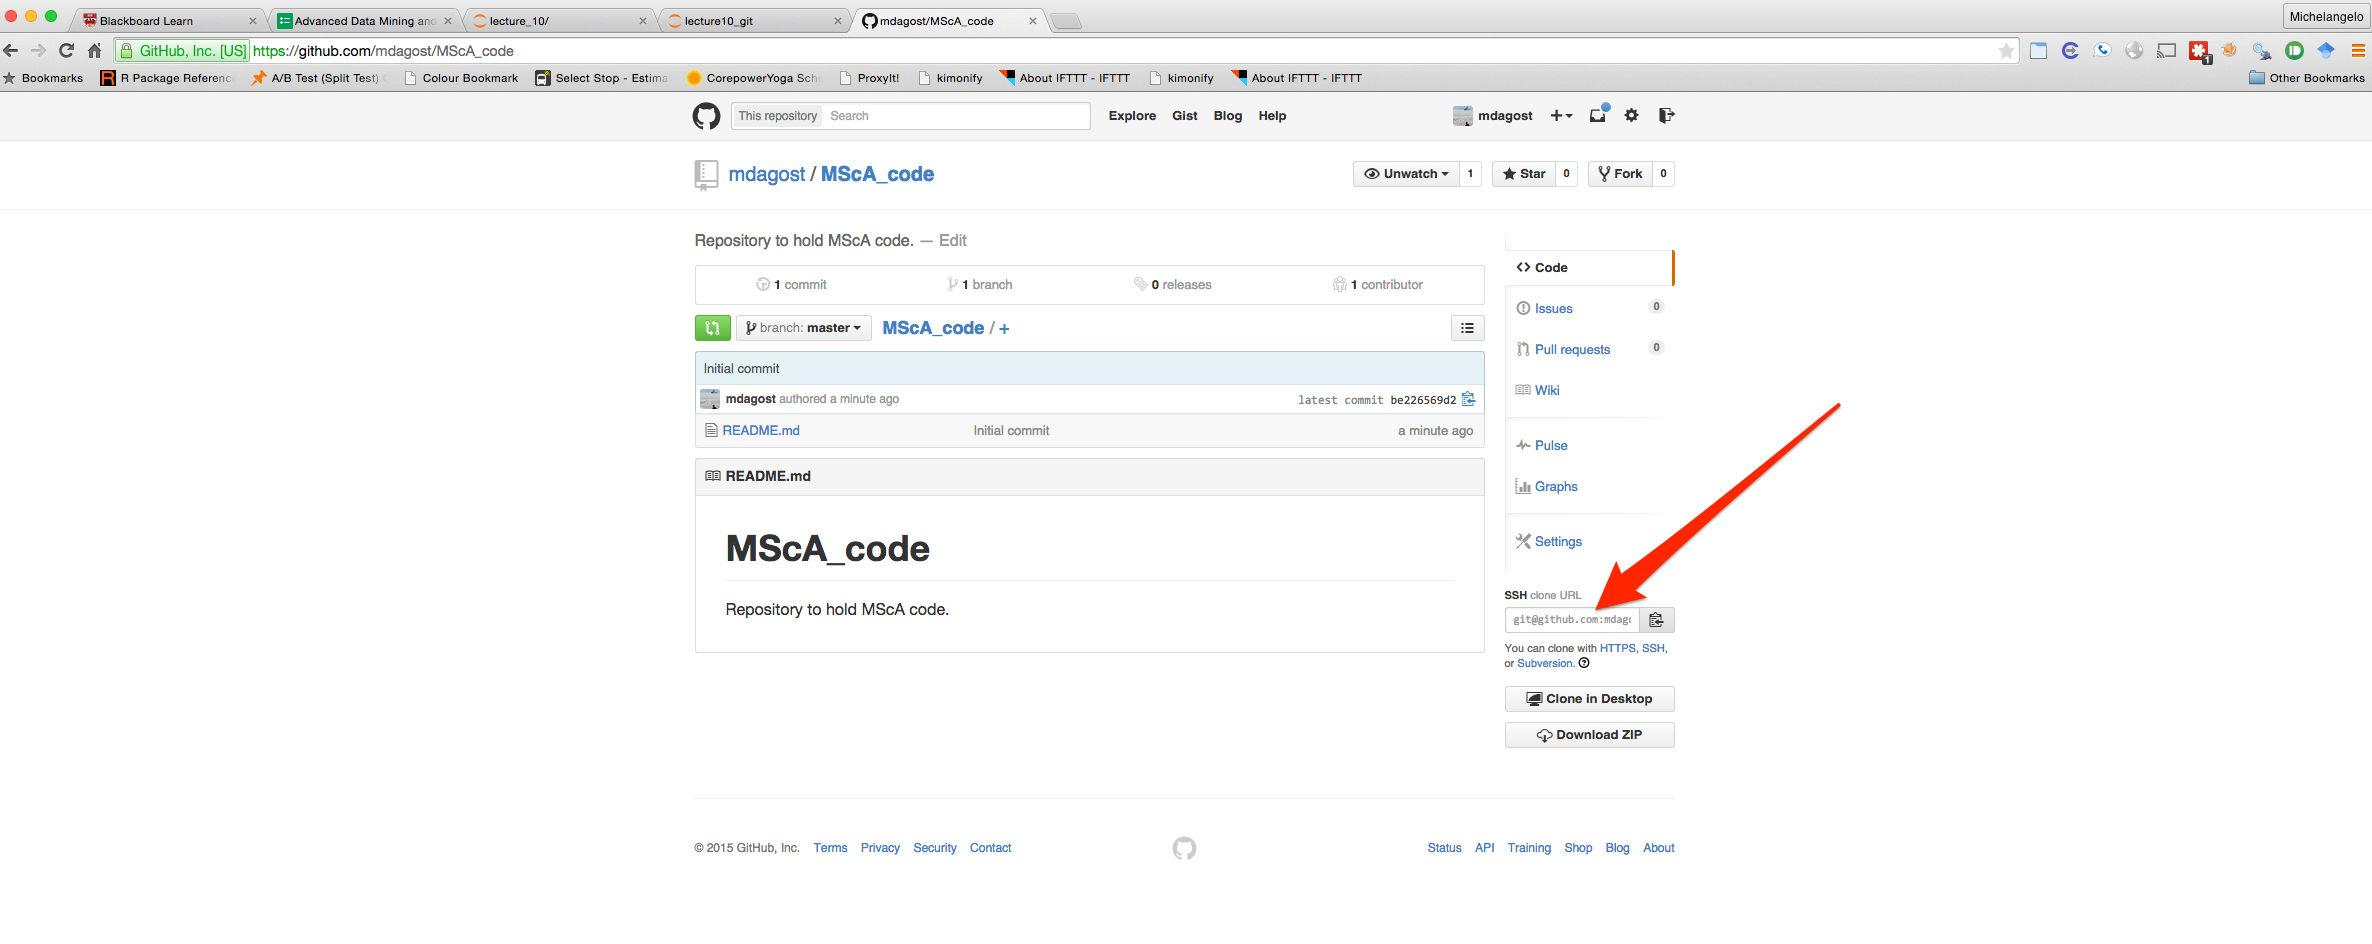 Blackboard Learn
Advanced Data Mining and
lecture_10/
lecture10_git
mdagost/MScA_code
Michelangelo
GitHub, Inc. [US] https://github.com/mdagost/MScA_code
1
Bookmarks R Package Reference A/B Test (Split Test) Colour Bookmark Select Stop - Estima CorepowerYoga Sch ProxyIt! kimonify About IFTTT - IFTTT kimonify About IFTTT - IFTTT Other Bookmarks
This repository Search Explore Gist Blog Help mdagost
mdagost / MScA_code Unwatch 1 Star 0 Fork 0
Repository to hold MScA code. — Edit
1 commit 1 branch 0 releases 1 contributor
branch: master MScA_code / +
Initial commit
mdagost authored a minute ago latest commit be226569d2
README.md Initial commit a minute ago
README.md
MScA_code
Repository to hold MScA code.
Code
Issues 0
Pull requests 0
Wiki
Pulse
Graphs
Settings
SSH clone URL
git@github.com:mdago
You can clone with HTTPS, SSH,
or Subversion.
Clone in Desktop
Download ZIP
© 2015 GitHub, Inc. Terms Privacy Security Contact Status API Training Shop Blog About